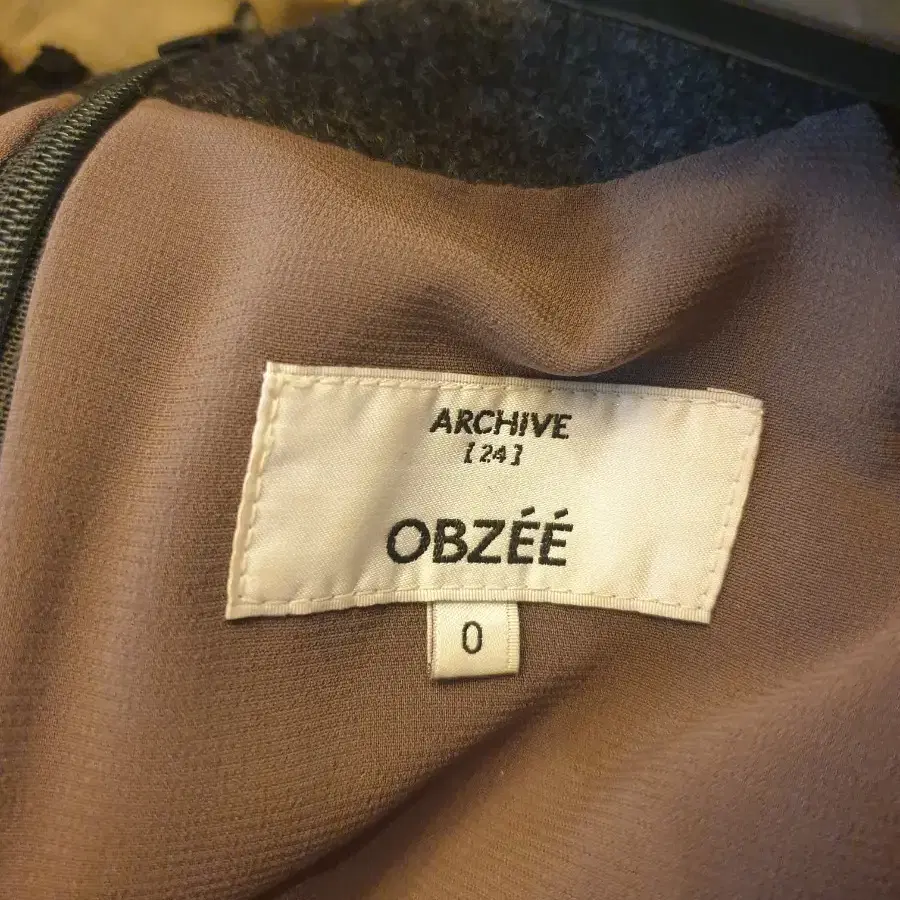 ARCHIVE
[24]
OBZÉÉ
0